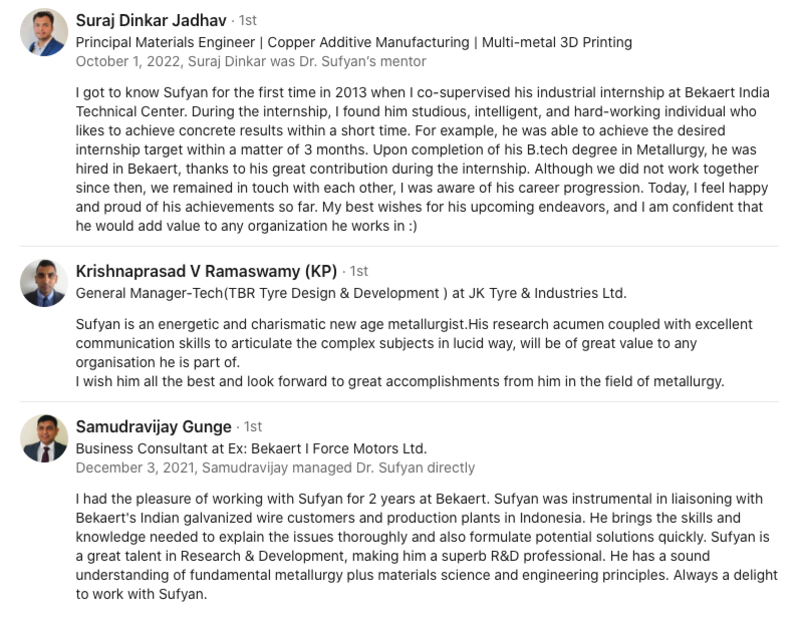 Suraj Dinkar Jadhav · 1st
Principal Materials Engineer | Copper Additive Manufacturing | Multi-metal 3D Printing
October 1, 2022, Suraj Dinkar was Dr. Sufyan’s mentor
I got to know Sufyan for the first time in 2013 when I co-supervised his industrial internship at Bekaert India
Technical Center. During the internship, I found him studious, intelligent, and hard-working individual who
likes to achieve concrete results within a short time. For example, he was able to achieve the desired
internship target within a matter of 3 months. Upon completion of his B.tech degree in Metallurgy, he was
hired in Bekaert, thanks to his great contribution during the internship. Although we did not work together
since then, we remained in touch with each other, I was aware of his career progression. Today, I feel happy
and proud of his achievements so far. My best wishes for his upcoming endeavors, and I am confident that
he would add value to any organization he works in :)
Krishnaprasad V Ramaswamy (KP) · 1st
General Manager-Tech(TBR Tyre Design & Development ) at JK Tyre & Industries Ltd.
Sufyan is an energetic and charismatic new age metallurgist.His research acumen coupled with excellent
communication skills to articulate the complex subjects in lucid way, will be of great value to any
organisation he is part of.
I wish him all the best and look forward to great accomplishments from him in the field of metallurgy.
Samudravijay Gunge · 1st
Business Consultant at Ex: Bekaert I Force Motors Ltd.
December 3, 2021, Samudravijay managed Dr. Sufyan directly
I had the pleasure of working with Sufyan for 2 years at Bekaert. Sufyan was instrumental in liaisoning with
Bekaert's Indian galvanized wire customers and production plants in Indonesia. He brings the skills and
knowledge needed to explain the issues thoroughly and also formulate potential solutions quickly. Sufyan is
a great talent in Research & Development, making him a superb R&D professional. He has a sound
understanding of fundamental metallurgy plus materials science and engineering principles. Always a delight
to work with Sufyan.